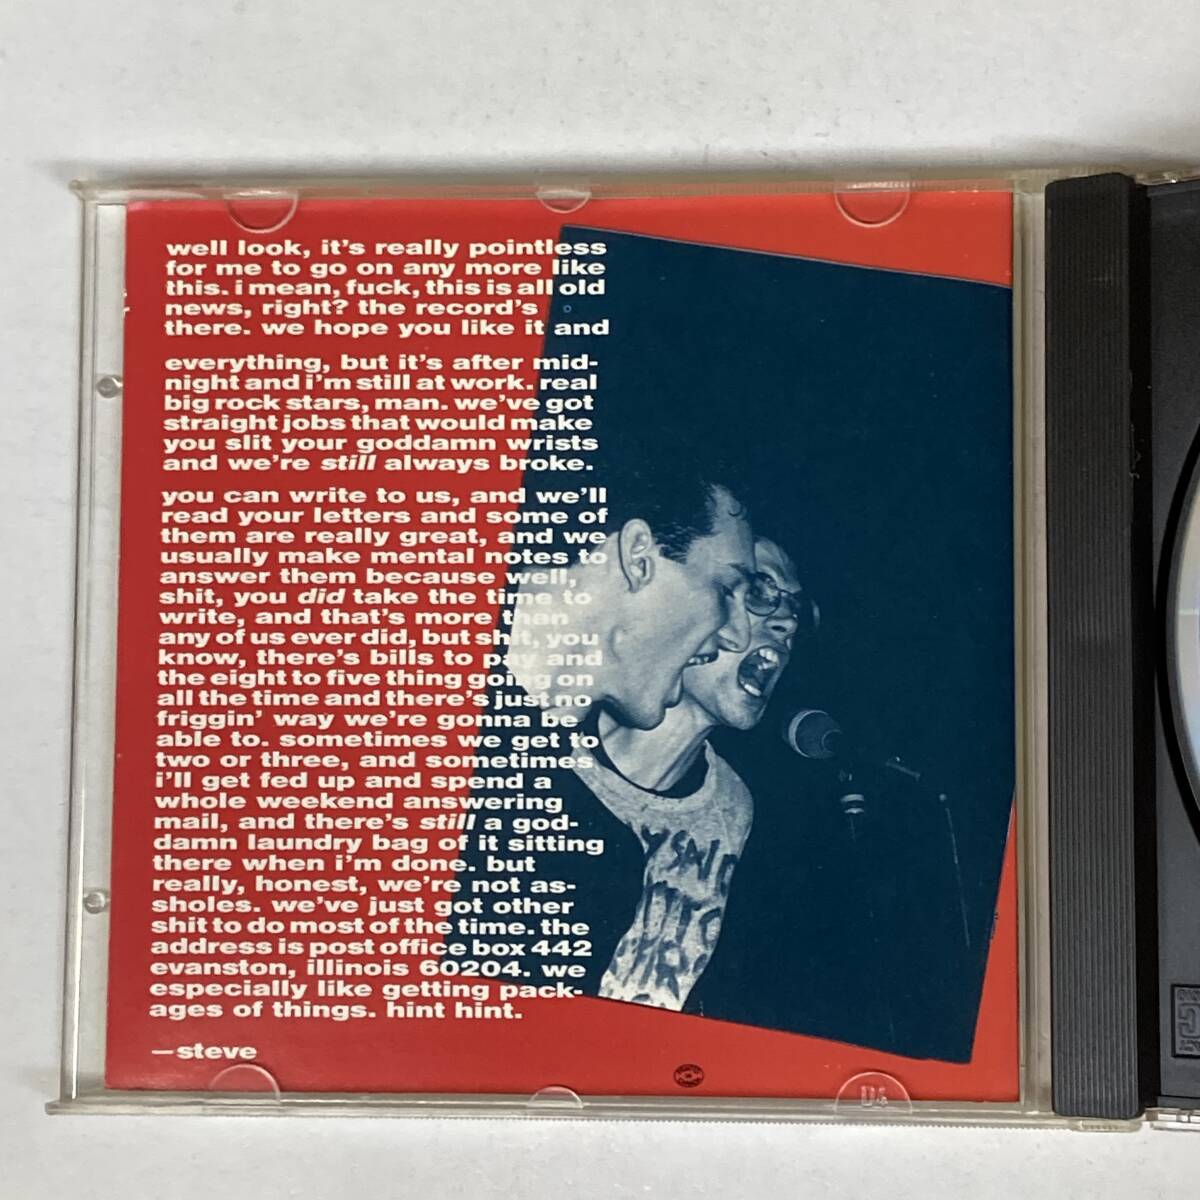 well look, it's really pointless
for me to go on any more like
this. i mean, fuck, this is all old
news, right? the record's
there. we hope you like it and
everything, but it's after mid-
night and i'm still at work. real
big rock stars, man. we've got
straight jobs that would make
you slit your goddamn wrists
and we're still always broke.
you can write to us, and we'll
read your letters and some of
them are really great, and we
usually make mental notes to
answer them because well,
shit, you did take the time to
write, and that's more than
any of us ever did, but shit, you
know, there's bills to pay and
the eight to five thing going on
all the time and there's just no
friggin' way we're gonna be
able to. sometimes we get to
two or three, and sometimes
i'll get fed up and spend a
whole weekend answering
mail, and there's still a god-
damn laundry bag of it sitting
there when i'm done. but
really, honest, we're not as-
sholes. we've just got other
shit to do most of the time. the
address is post office box 442
evanston, illinois 60204. we
especially like getting pack-
ages of things. hint hint.
—steve